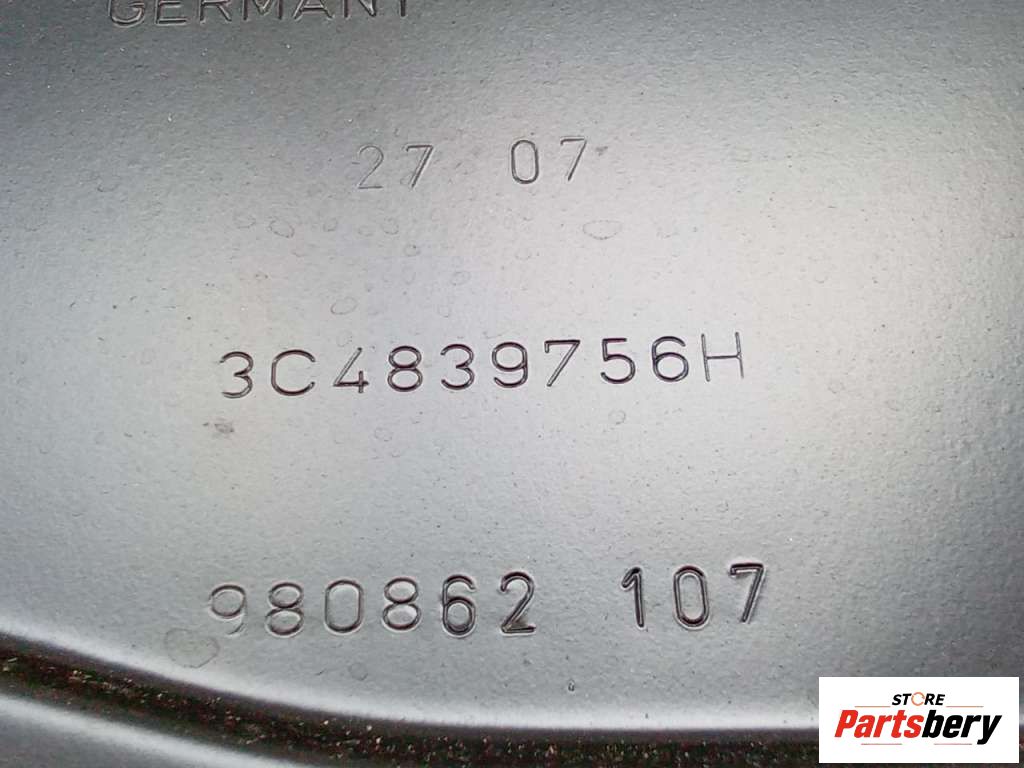 GERMANY
27 07
3C4839756H
980862 107
STORE
Partsbery